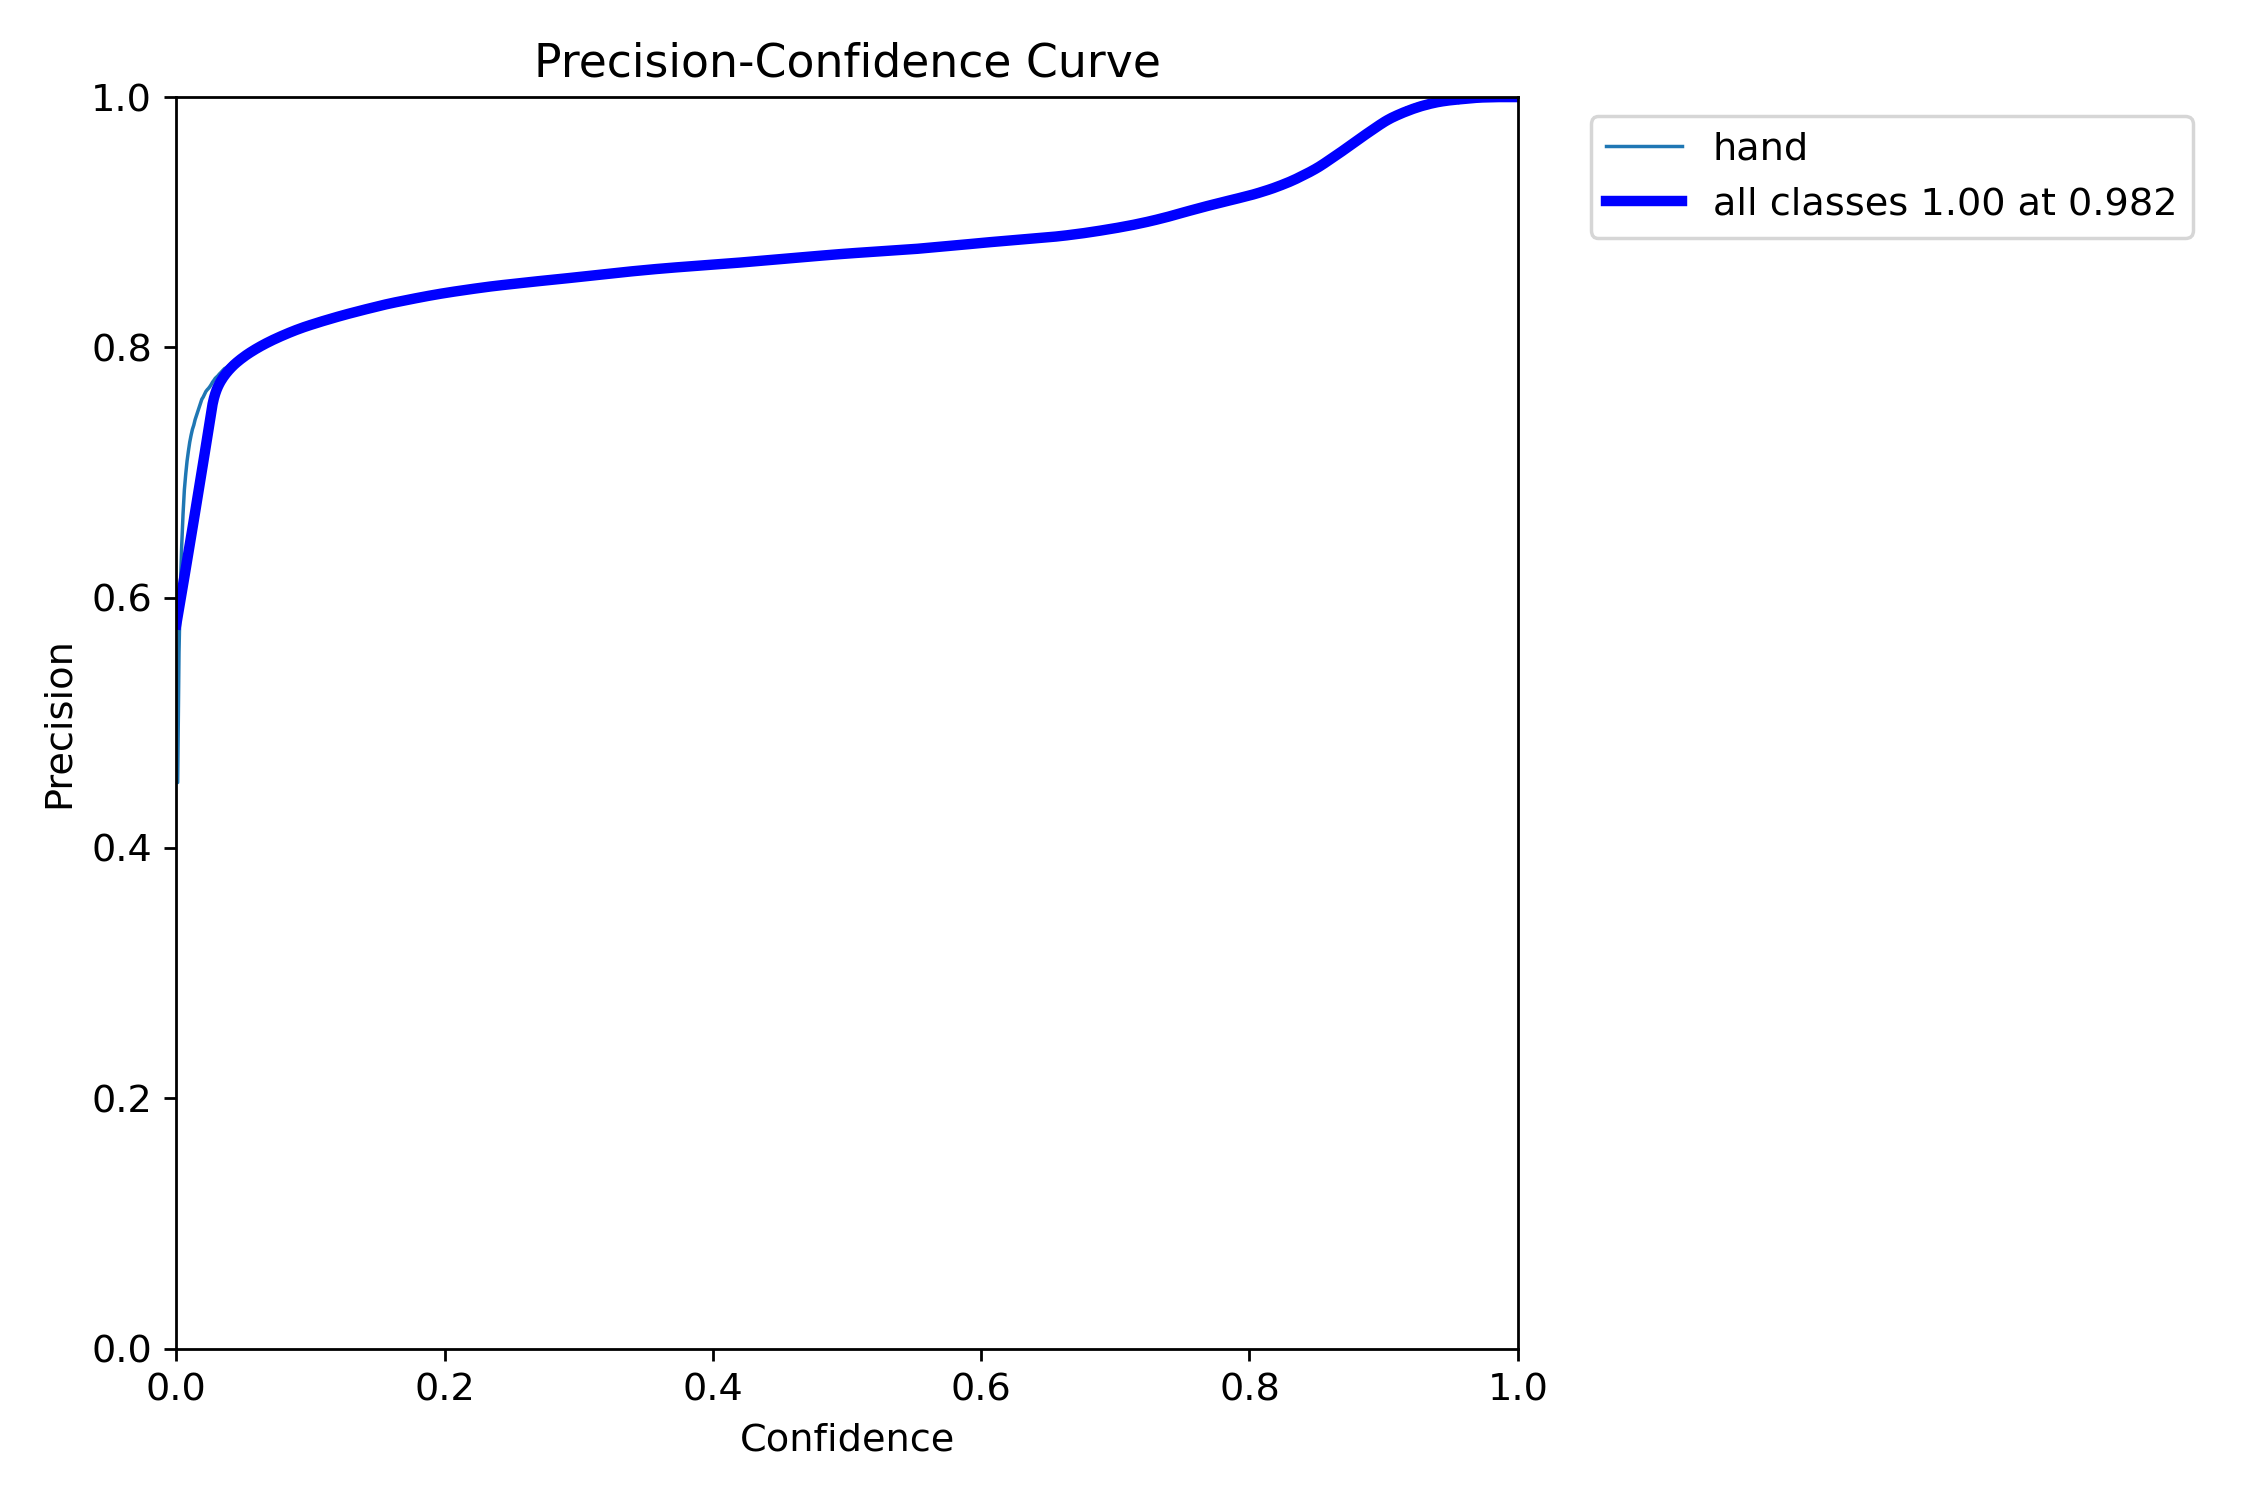 Precision-Confidence Curve
1.0
0.8
0.6
0.4
0.2
0.0
Precision
0.0 0.2 0.4 0.6 0.8 1.0
Confidence
hand
all classes 1.00 at 0.982